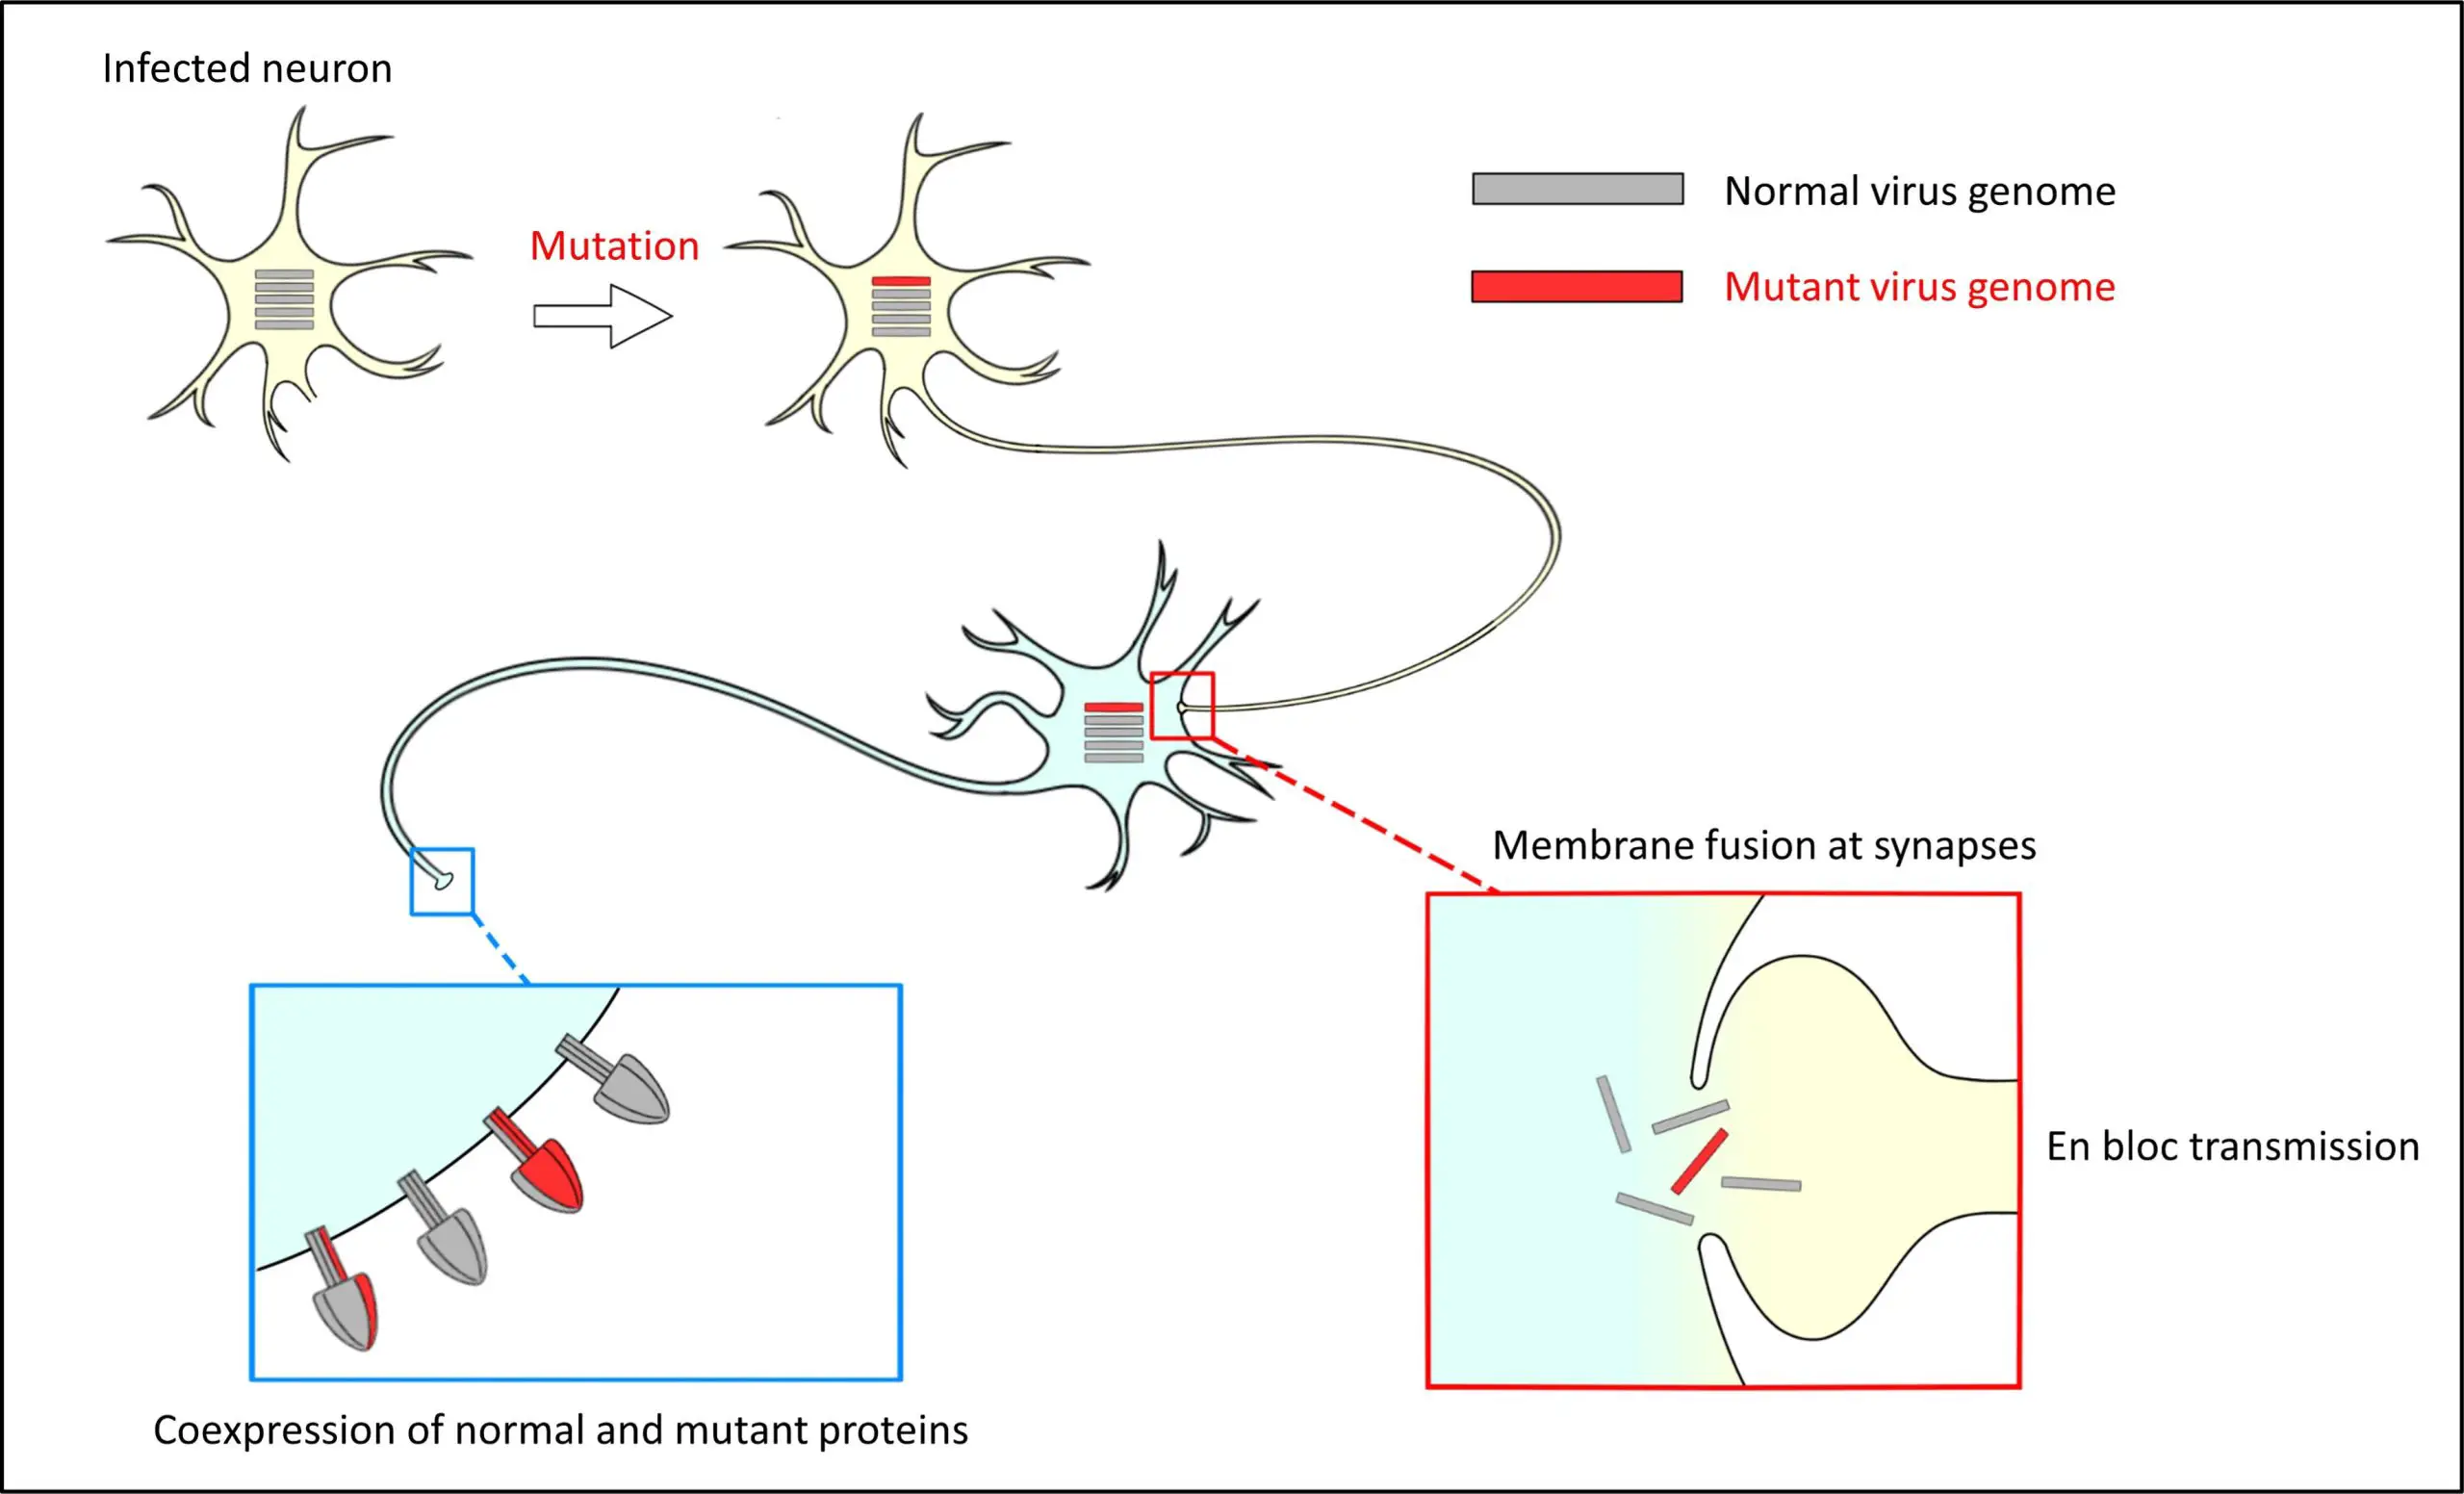 Infected neuron
Mutation
Normal virus genome
Mutant virus genome
Membrane fusion at synapses
En bloc transmission
Coexpression of normal and mutant proteins